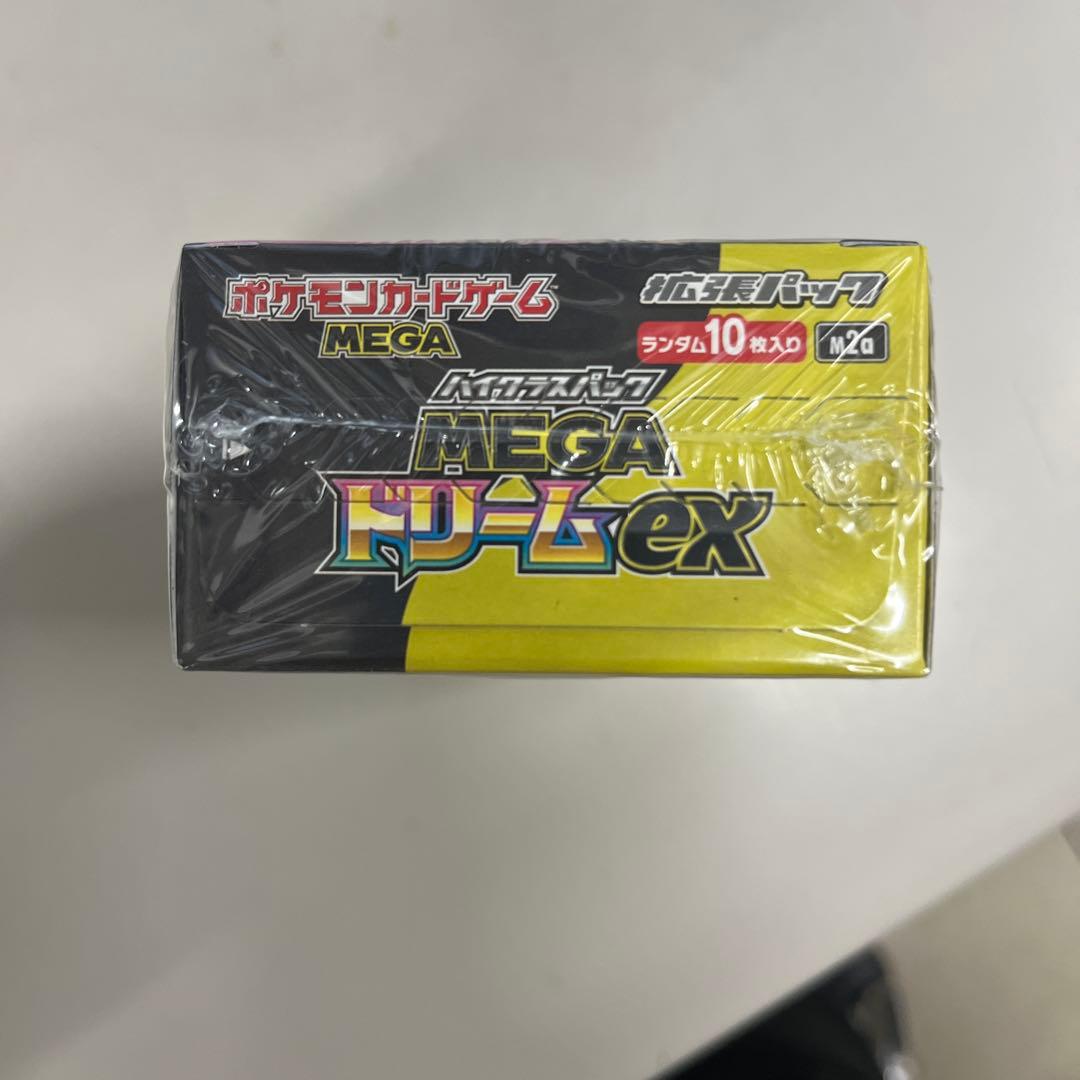 ポケモンカードゲーム™
MEGA
拡張パック
ランダム10枚入り M2a
ハイクラスパック
MEGA
ドリームex